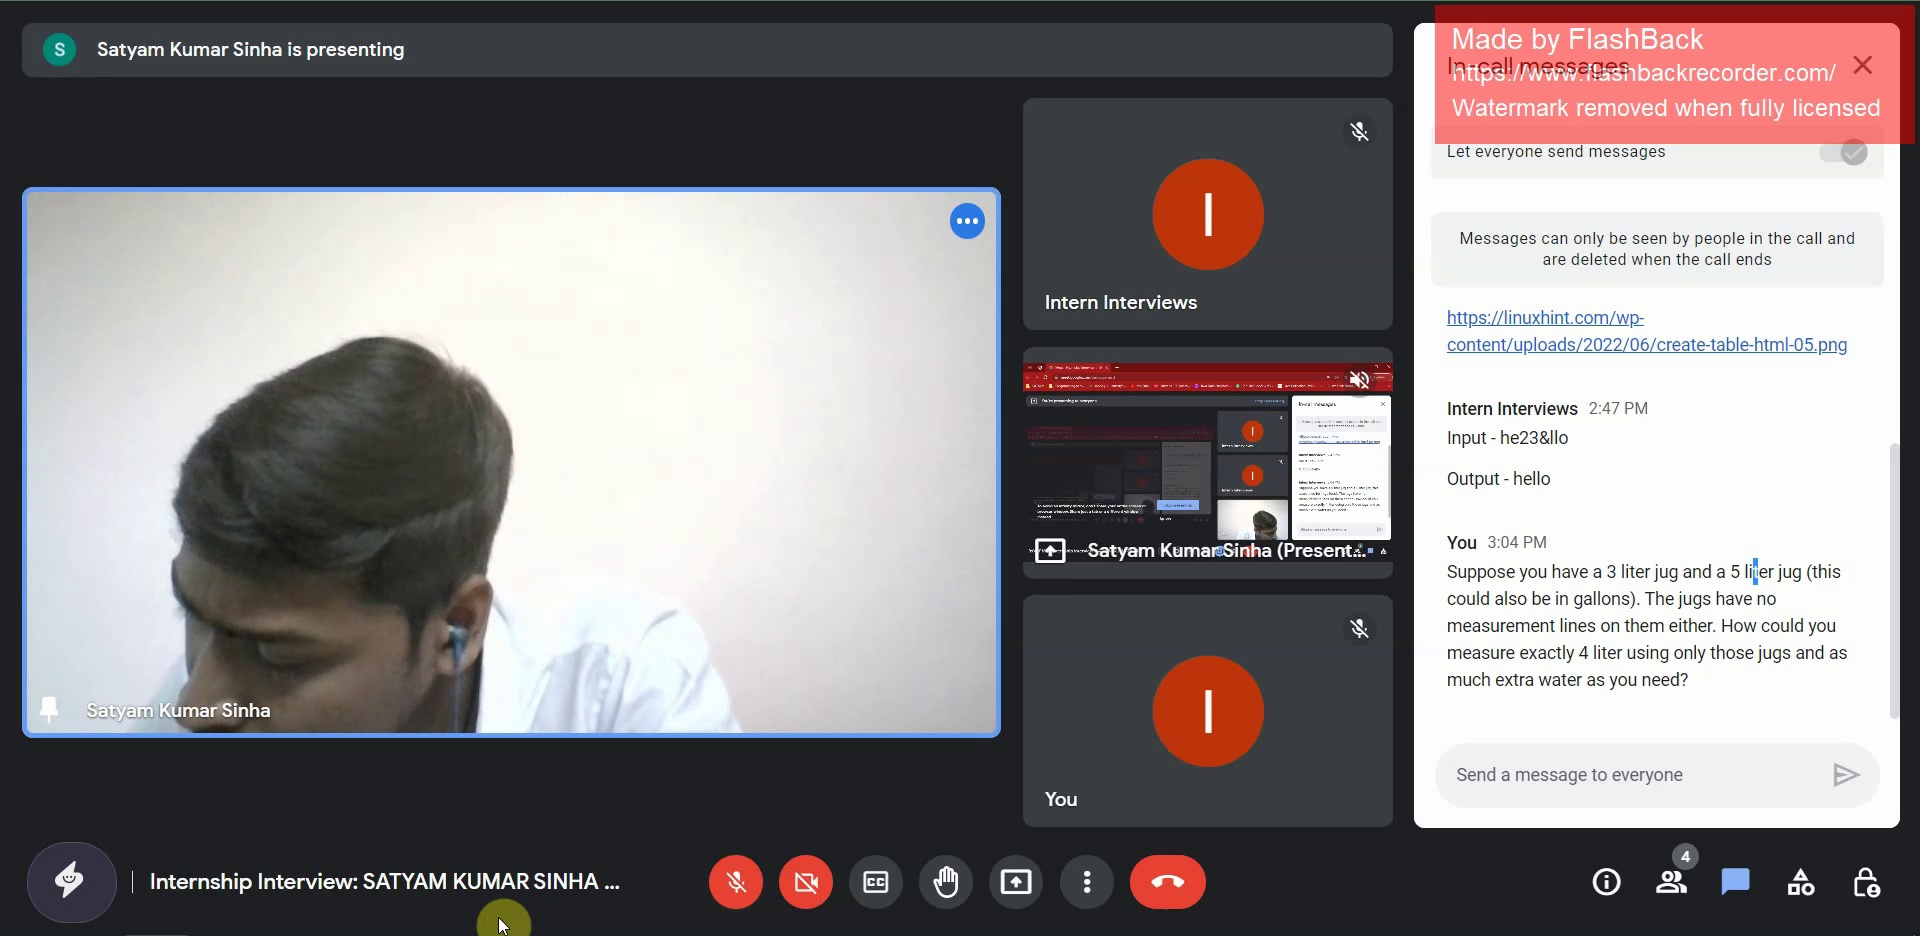 S
Satyam Kumar Sinha is presenting
Satyam Kumar Sinha
I
Intern Interviews
Satyam Kumar Sinha (Present...
I
You
Made by FlashBack
In-call messages
https://www.flashbackrecorder.com/
Watermark removed when fully licensed
Let everyone send messages
Messages can only be seen by people in the call and
are deleted when the call ends
https://linuxhint.com/wp-
content/uploads/2022/06/create-table-html-05.png
Intern Interviews 2:47 PM
Input - he23&llo
Output - hello
You 3:04 PM
Suppose you have a 3 liter jug and a 5 liter jug (this
could also be in gallons). The jugs have no
measurement lines on them either. How could you
measure exactly 4 liter using only those jugs and as
much extra water as you need?
Send a message to everyone
Internship Interview: SATYAM KUMAR SINHA ...
CC
4